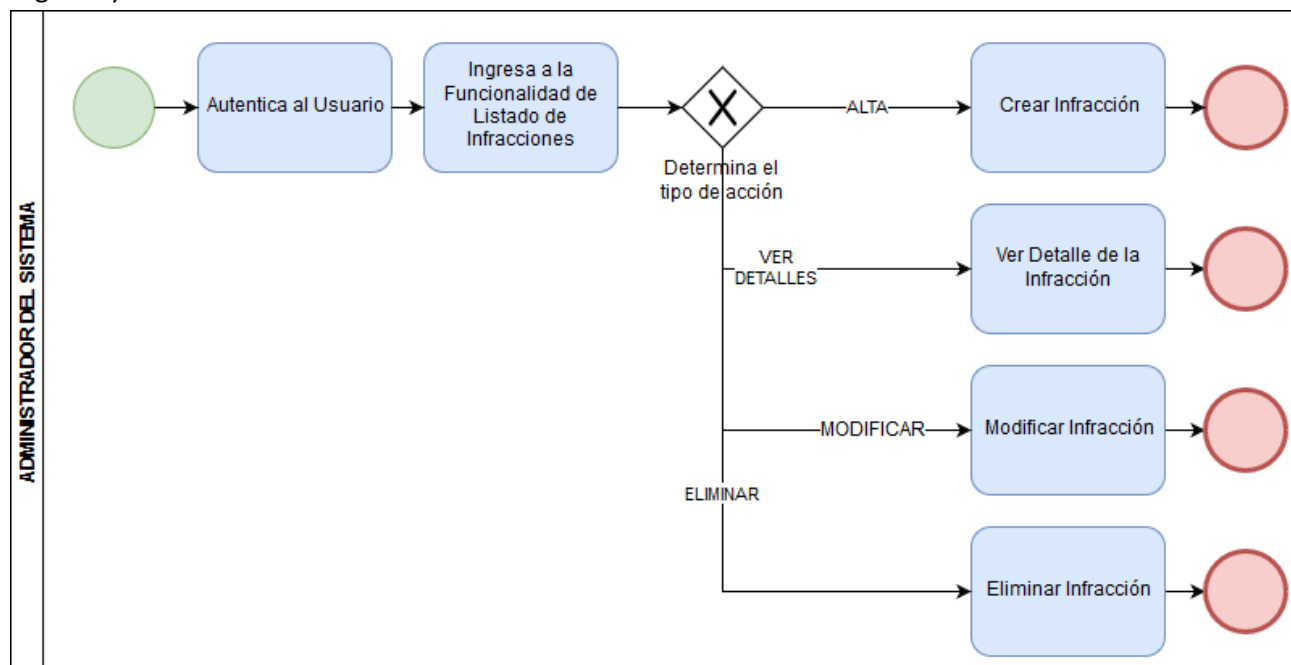 ADMINISTRADOR DEL SISTEMA
Autentica al Usuario
Ingresa a la
Funcionalidad de
Listado de
Infracciones
Determina el
tipo de acción
ALTA
Crear Infracción
VER
DETALLES
Ver Detalle de la
Infracción
MODIFICAR
Modificar Infracción
ELIMINAR
Eliminar Infracción